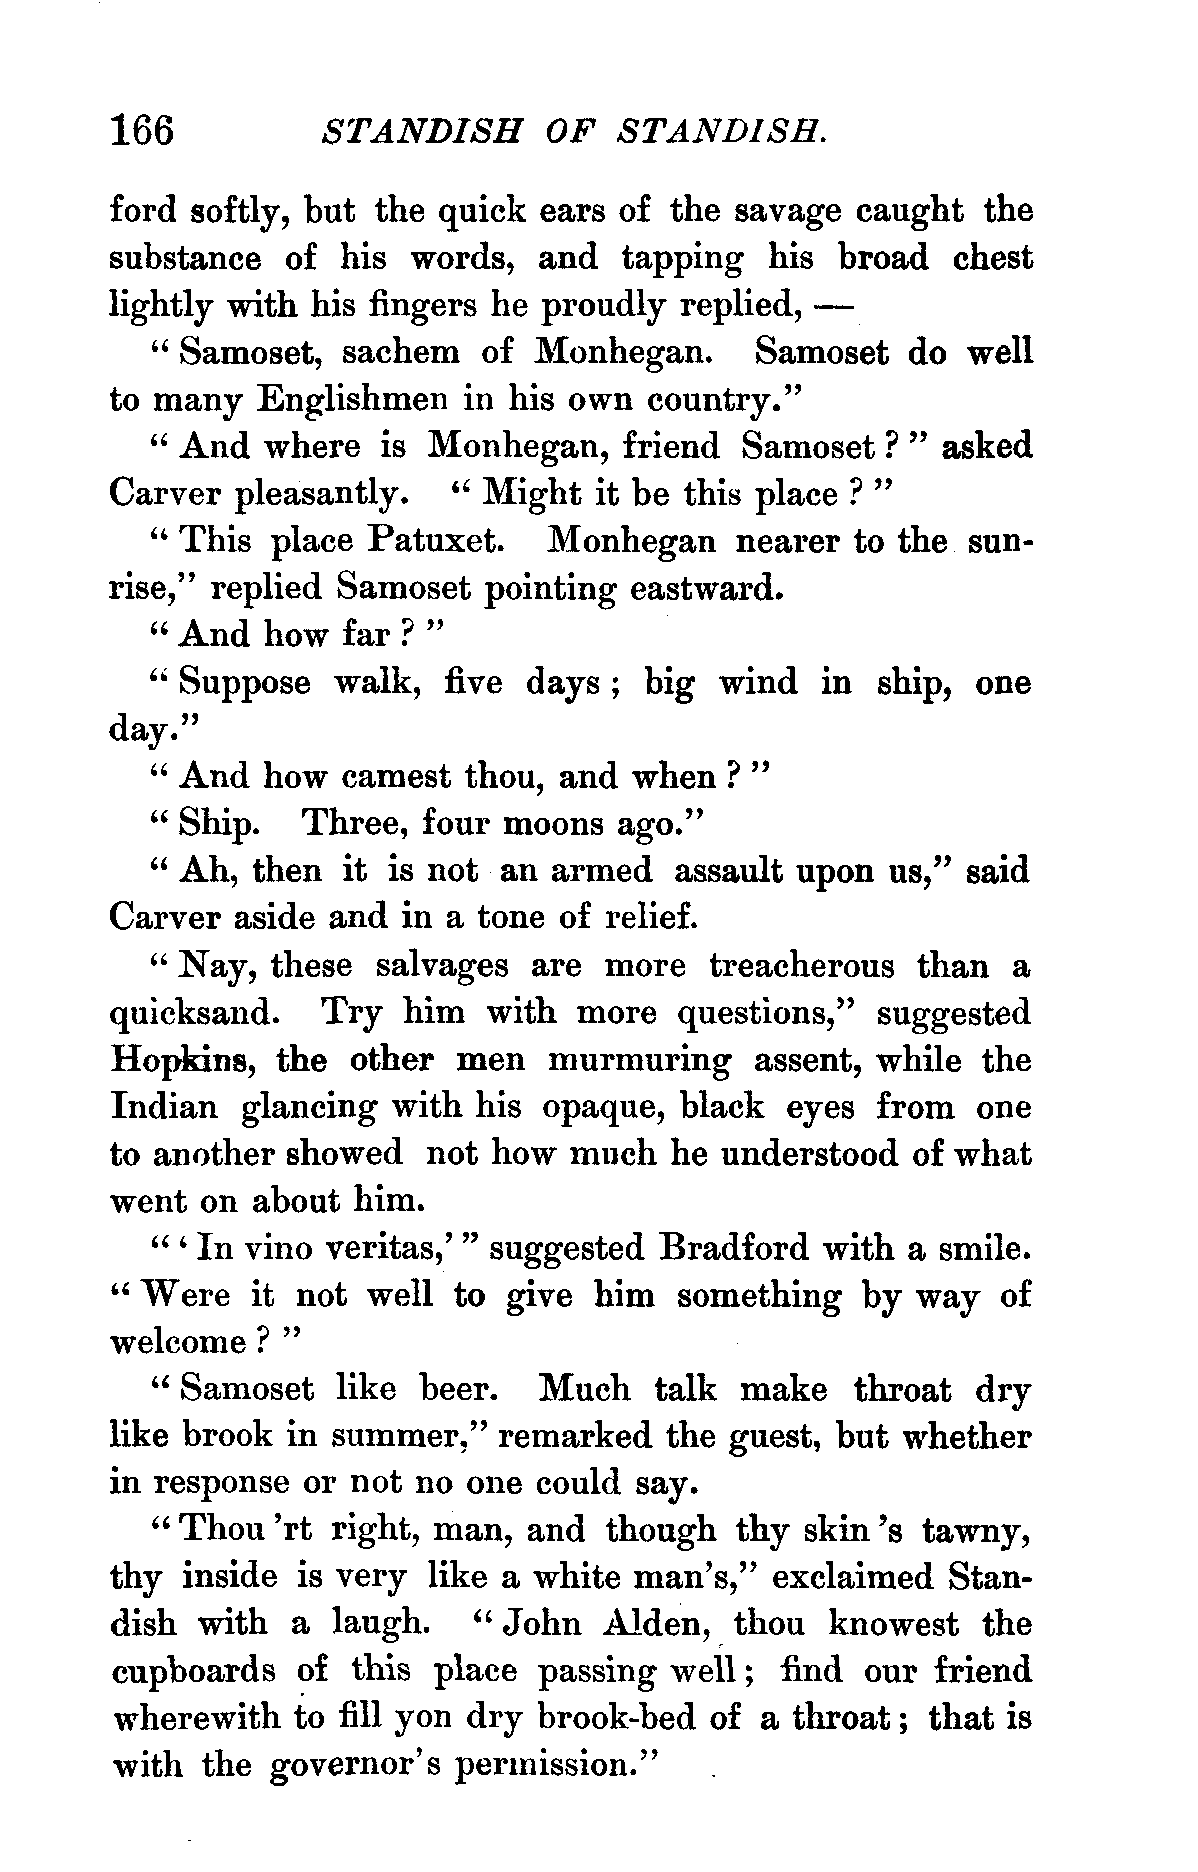 166 STANDISH OF STANDISH.
ford softly, but the quick ears of the savage caught the
substance of his words, and tapping his broad chest
lightly with his fingers he proudly replied, —
“ Samoset, sachem of Monhegan. Samoset do well
to many Englishmen in his own country.”
“ And where is Monhegan, friend Samoset ? ” asked
Carver pleasantly. “ Might it be this place ? ”
“ This place Patuxet. Monhegan nearer to the sun-
rise,” replied Samoset pointing eastward.
“ And how far ? ”
“ Suppose walk, five days ; big wind in ship, one
day.”
“ And how camest thou, and when ? ”
“ Ship. Three, four moons ago.”
“ Ah, then it is not an armed assault upon us,” said
Carver aside and in a tone of relief.
“ Nay, these salvages are more treacherous than a
quicksand. Try him with more questions,” suggested
Hopkins, the other men murmuring assent, while the
Indian glancing with his opaque, black eyes from one
to another showed not how much he understood of what
went on about him.
“ ‘ In vino veritas,’ ” suggested Bradford with a smile.
“ Were it not well to give him something by way of
welcome ? ”
“ Samoset like beer. Much talk make throat dry
like brook in summer,” remarked the guest, but whether
in response or not no one could say.
“ Thou 'rt right, man, and though thy skin 's tawny,
thy inside is very like a white man's,” exclaimed Stan-
dish with a laugh. “ John Alden, thou knowest the
cupboards of this place passing well ; find our friend
wherewith to fill yon dry brook-bed of a throat ; that is
with the governor's permission.”